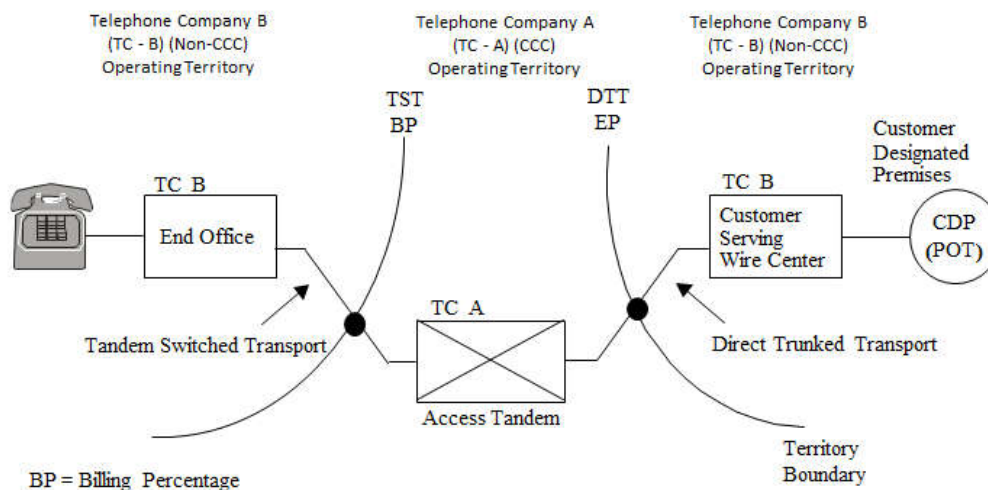 Telephone Company B
(TC - B) (Non-CCC)
Operating Territory
Telephone Company A
(TC - A) (CCC)
Operating Territory
Telephone Company B
(TC - B) (Non-CCC)
Operating Territory
TST
BP
DTT
EP
Customer
Designated
Premises
TC B
End Office
TC B
Customer
Serving
Wire Center
CDP
(POT)
TC A
Tandem Switched Transport
Direct Trunked Transport
Access Tandem
Territory
Boundary
BP = Billing Percentage